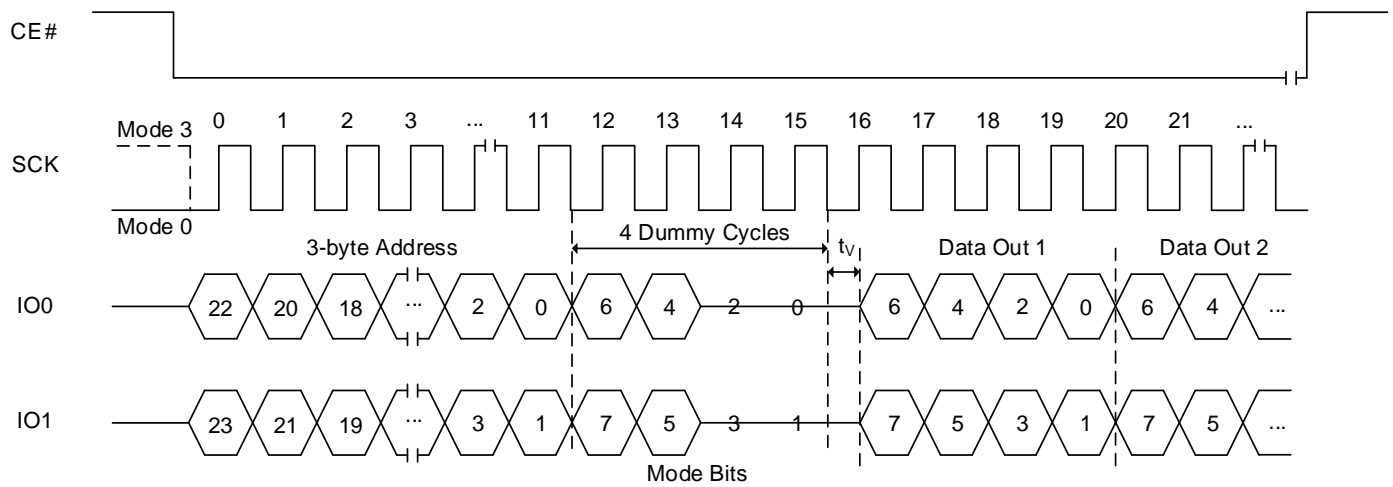 CE#
Mode 3
0 1 2 3 ... 11 12 13 14 15 16 17 18 19 20 21 ...
SCK
Mode 0
3-byte Address
4 Dummy Cycles
tV
Data Out 1
Data Out 2
IO0
22 20 18 ... 2 0 6 4 2 0 6 4 2 0 6 4 ...
IO1
23 21 19 ... 3 1 7 5 3 1 7 5 3 1 7 5 ...
Mode Bits